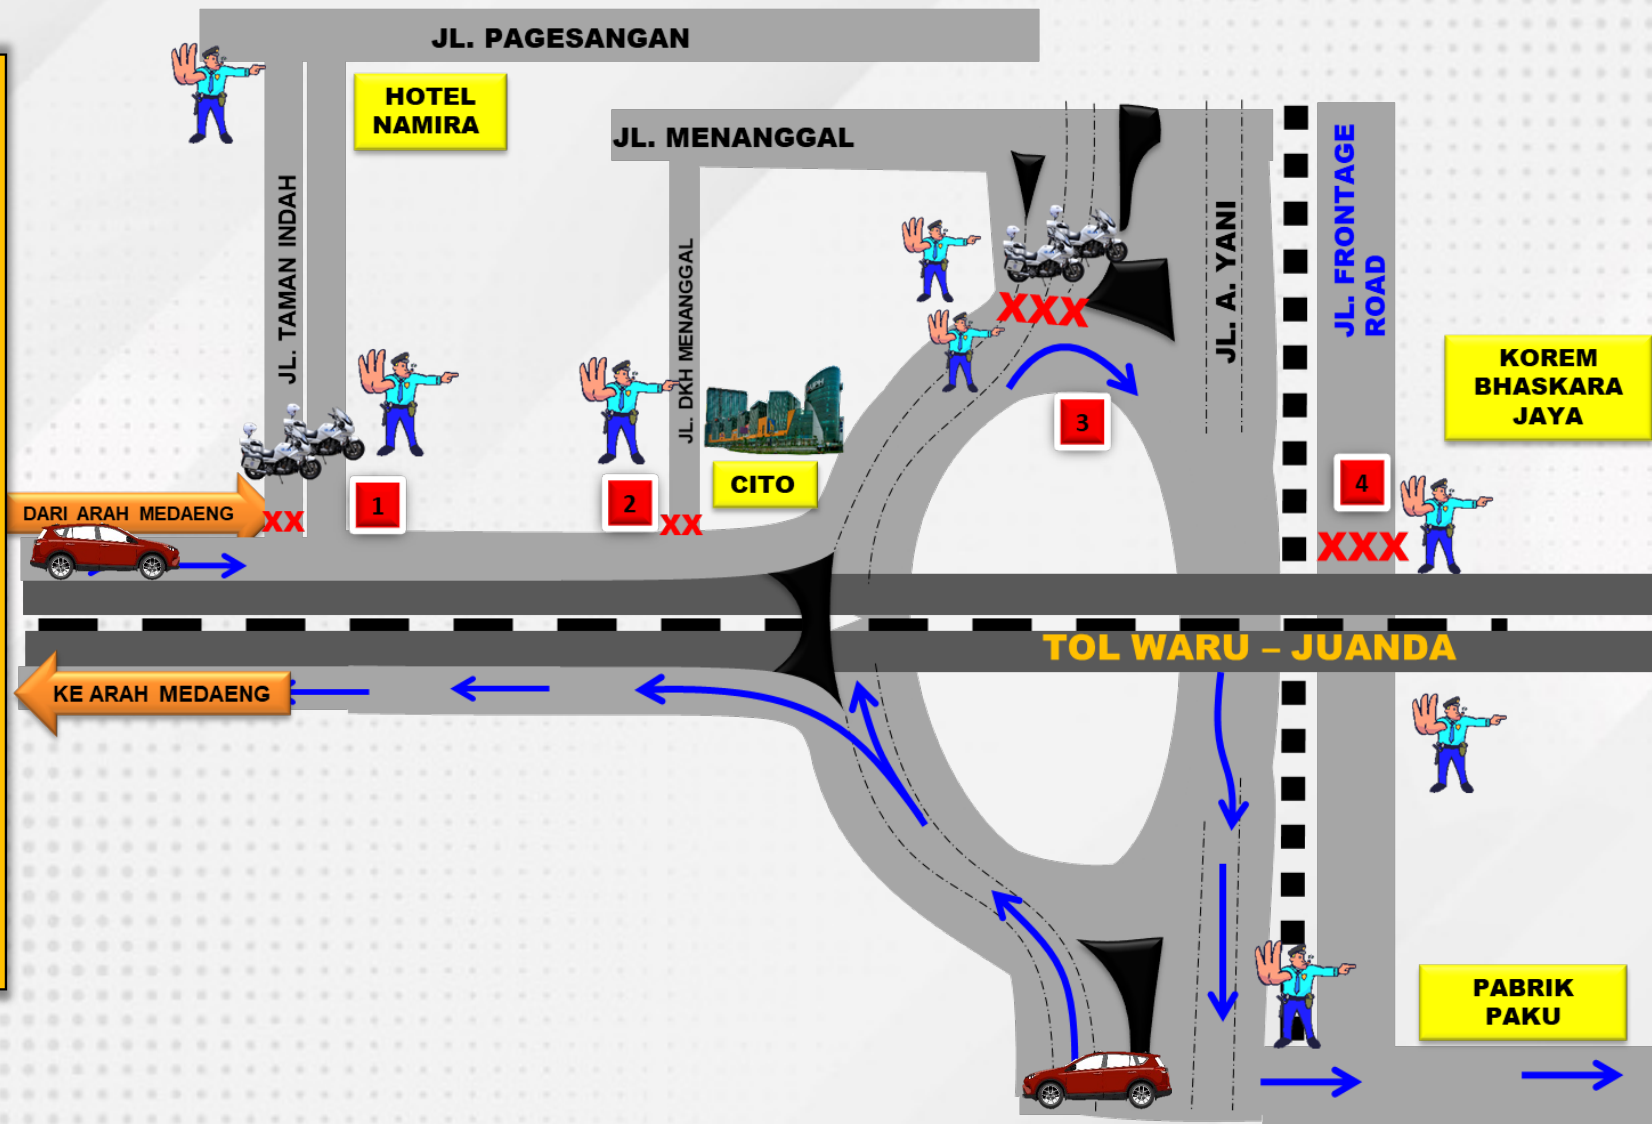 JL. PAGESANGAN
HOTEL
NAMIRA
JL. MENANGGAL
JL. TAMAN INDAH
JL. DKH MENANGGAL
JL. A. YANI
JL. FRONTAGE
ROAD
KOREM
BHASKARA
JAYA
XXX
3
4
CITO
1
2
DARI ARAH MEDAENG
XX
XX
XXX
TOL WARU – JUANDA
KE ARAH MEDAENG
PABRIK
PAKU